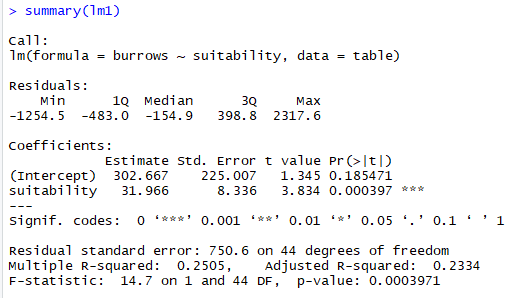 > summary(lm1)
Call:
lm(formula = burrows ~ suitability, data = table)
Residuals:
    Min      1Q  Median      3Q     Max
-1254.5  -483.0  -154.9   398.8  2317.6
Coefficients:
            Estimate Std. Error t value Pr(>|t|)
(Intercept)  302.667    225.007   1.345 0.185471
suitability   31.966      8.336   3.834 0.000397 ***
---
Signif. codes:  0 ‘***’ 0.001 ‘**’ 0.01 ‘*’ 0.05 ‘.’ 0.1 ‘ ’ 1
Residual standard error: 750.6 on 44 degrees of freedom
Multiple R-squared:  0.2505,    Adjusted R-squared:  0.2334
F-statistic:  14.7 on 1 and 44 DF,  p-value: 0.0003971